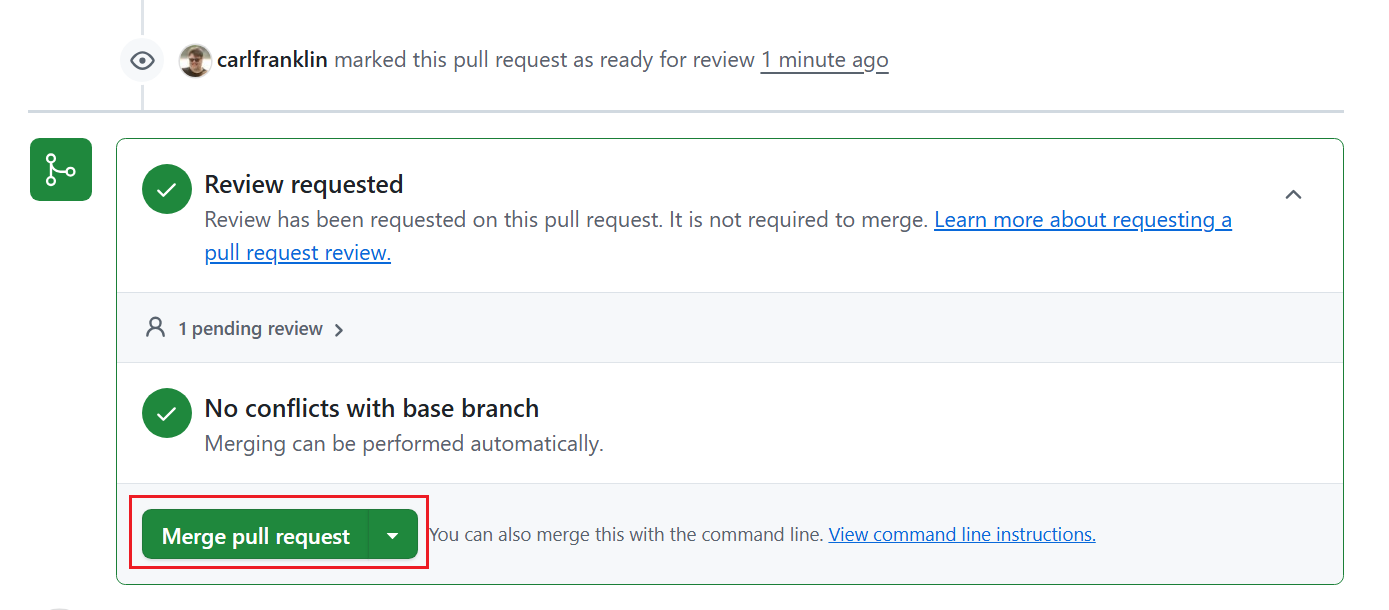 carlfranklin marked this pull request as ready for review 1 minute ago
Review requested
Review has been requested on this pull request. It is not required to merge. Learn more about requesting a
pull request review.
1 pending review
No conflicts with base branch
Merging can be performed automatically.
Merge pull request You can also merge this with the command line. View command line instructions.